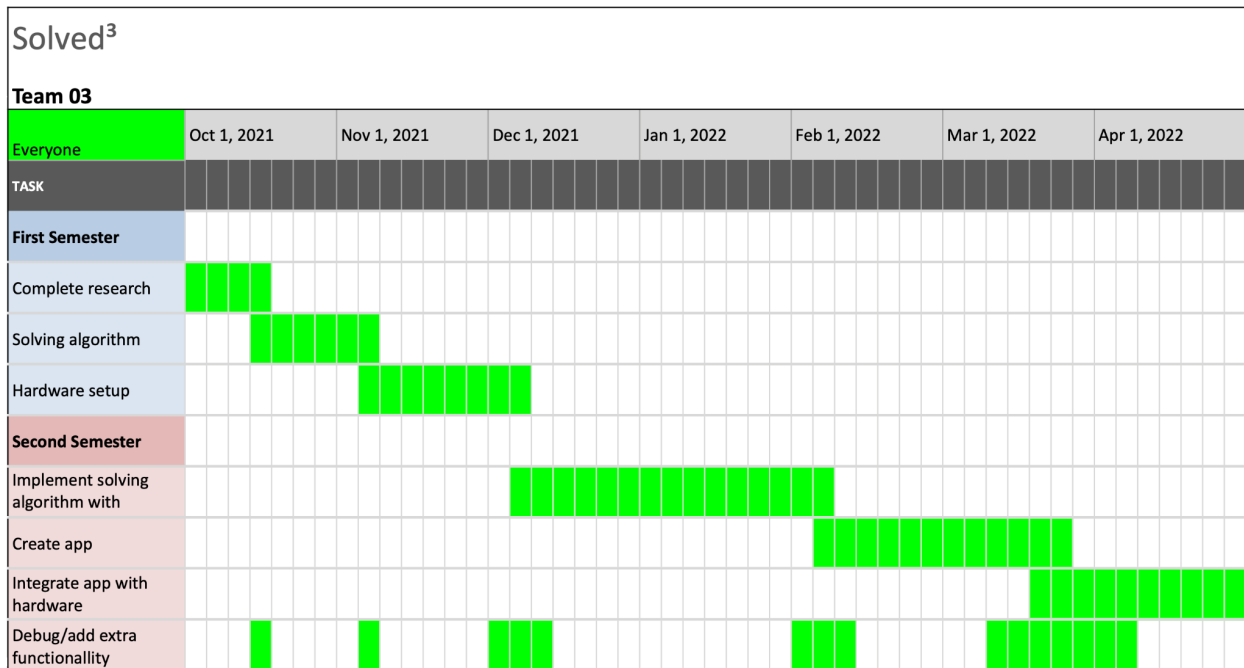 Solved³
Team 03
Everyone
Oct 1, 2021
Nov 1, 2021
Dec 1, 2021
Jan 1, 2022
Feb 1, 2022
Mar 1, 2022
Apr 1, 2022
TASK
First Semester
Complete research
Solving algorithm
Hardware setup
Second Semester
Implement solving
algorithm with
Create app
Integrate app with
hardware
Debug/add extra
functionallity